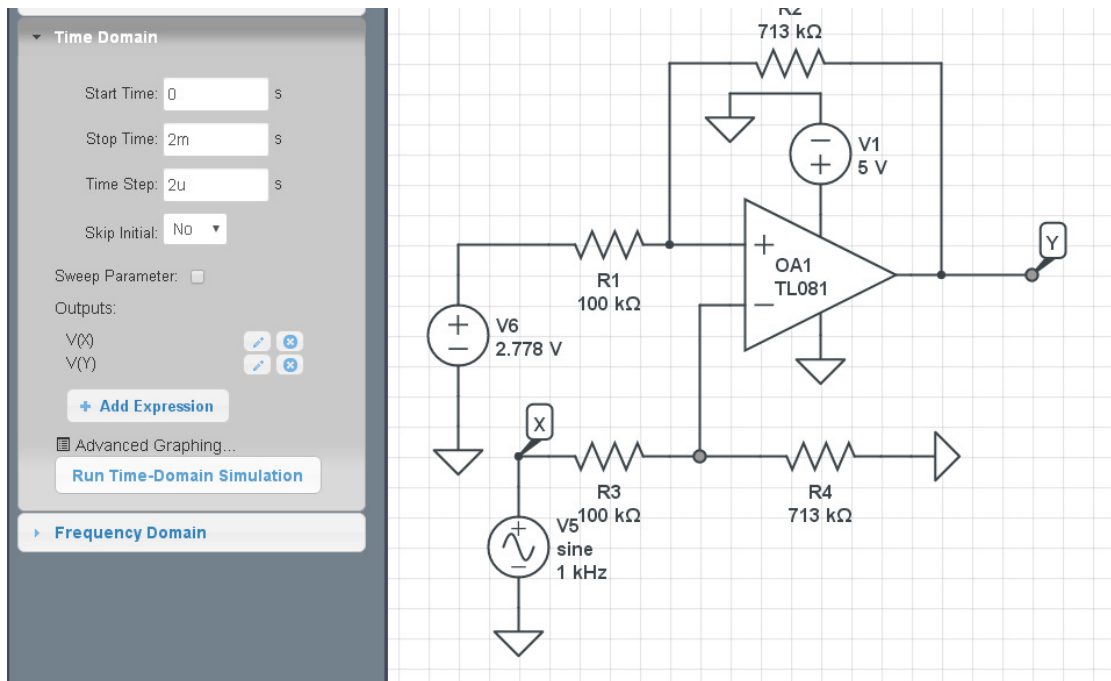 Time Domain
Start Time: 0 s
Stop Time: 2m s
Time Step: 2u s
Skip Initial: No
Sweep Parameter:
Outputs:
V(X)
V(Y)
+ Add Expression
Advanced Graphing...
Run Time-Domain Simulation
Frequency Domain
R2
713 kΩ
V1
5 V
R1
100 kΩ
OA1
TL081
Y
V6
2.778 V
X
R3
100 kΩ
R4
713 kΩ
V5
sine
1 kHz